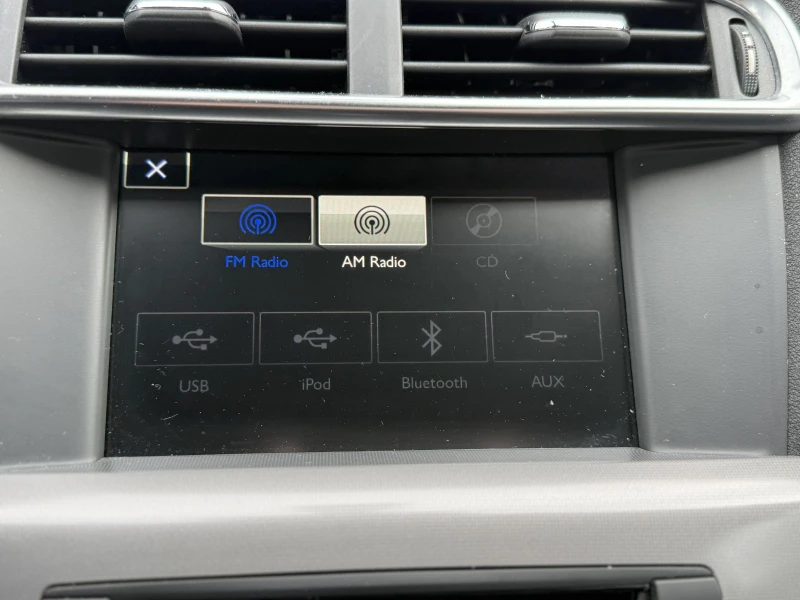 FM Radio AM Radio CD
USB iPod Bluetooth AUX